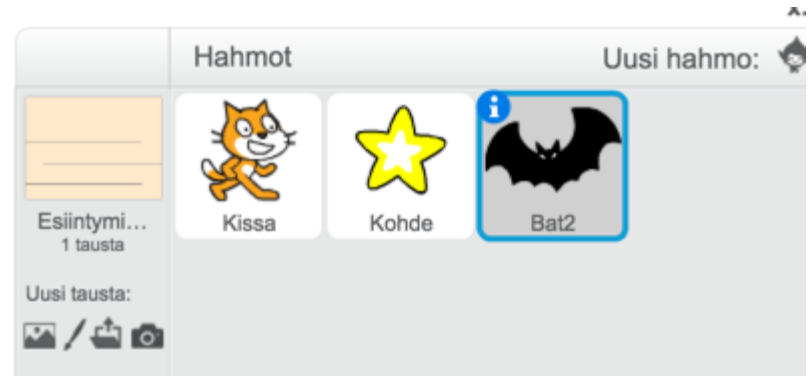 Hahmot
Uusi hahmo:
Kissa
Kohde
Bat2
Esiintymi...
1 tausta
Uusi tausta: